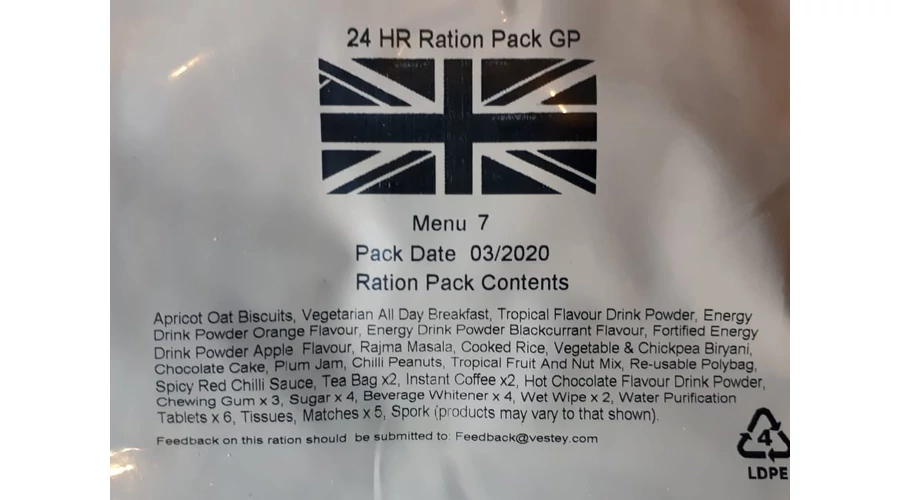 24 HR Ration Pack GP
Menu 7
Pack Date 03/2020
Ration Pack Contents
Apricot Oat Biscuits, Vegetarian All Day Breakfast, Tropical Flavour Drink Powder, Energy
Drink Powder Orange Flavour, Energy Drink Powder Blackcurrant Flavour, Fortified Energy
Drink Powder Apple Flavour, Rajma Masala, Cooked Rice, Vegetable & Chickpea Biryani,
Chocolate Cake, Plum Jam, Chilli Peanuts, Tropical Fruit And Nut Mix, Re-usable Polybag,
Spicy Red Chilli Sauce, Tea Bag x2, Instant Coffee x2, Hot Chocolate Flavour Drink Powder,
Chewing Gum x 3, Sugar x 4, Beverage Whitener x 4, Wet Wipe x 2, Water Purification
Tablets x 6, Tissues, Matches x 5, Spork (products may vary to that shown).
Feedback on this ration should be submitted to: Feedback@vestey.com
4
LDPE